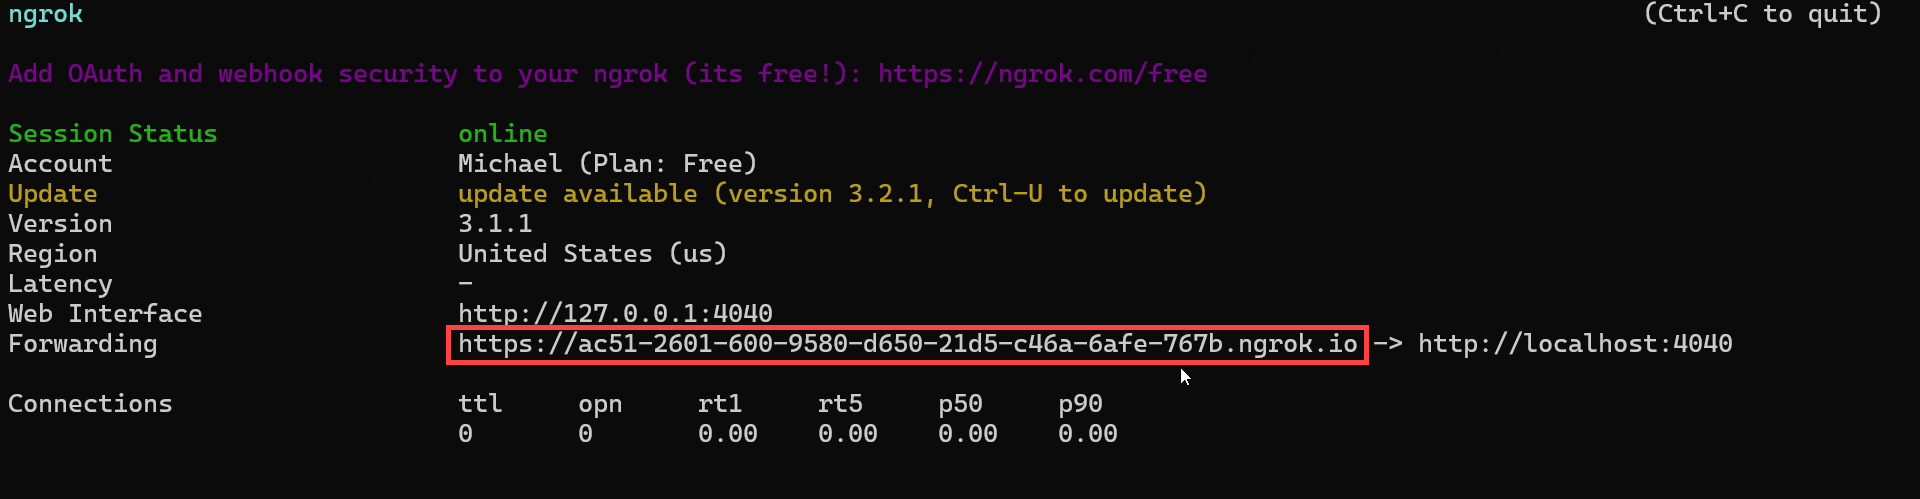 ngrok (Ctrl+C to quit)
Add OAuth and webhook security to your ngrok (its free!): https://ngrok.com/free
Session Status online
Account Michael (Plan: Free)
Update update available (version 3.2.1, Ctrl-U to update)
Version 3.1.1
Region United States (us)
Latency -
Web Interface http://127.0.0.1:4040
Forwarding https://ac51-2601-600-9580-d650-21d5-c46a-6afe-767b.ngrok.io -> http://localhost:4040
Connections ttl opn rt1 rt5 p50 p90
0 0 0.00 0.00 0.00 0.00